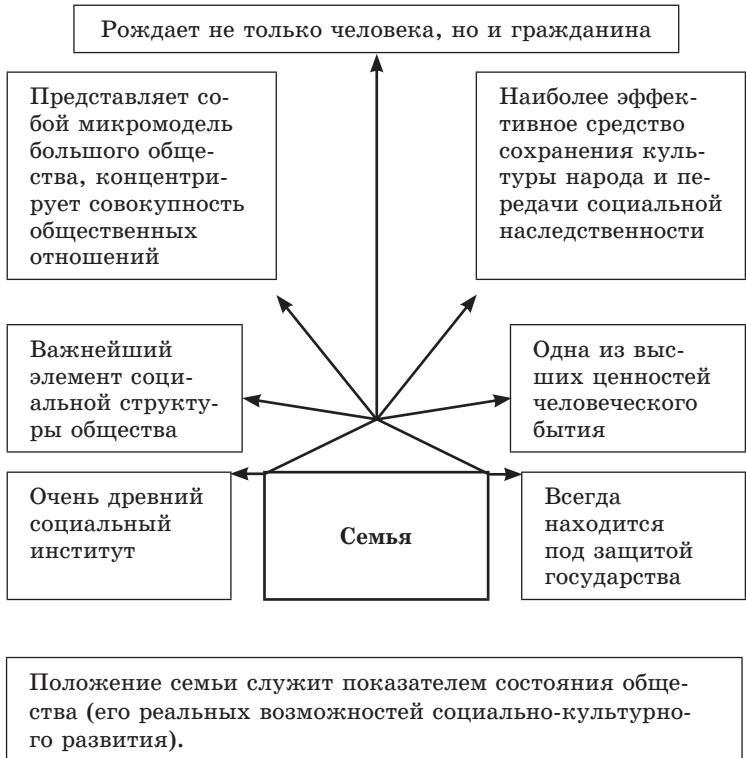 Рождает не только человека, но и гражданина
Представляет со-
бой микромодель
большого обще-
ства, концентри-
рует совокупность
общественных
отношений
Наиболее эффек-
тивное средство
сохранения куль-
туры народа и пе-
редачи социальной
наследственности
Важнейший
элемент соци-
альной структу-
ры общества
Одна из выс-
ших ценностей
человеческого
бытия
Очень древний
социальный
институт
Семья
Всегда
находится
под защитой
государства
Положение семьи служит показателем состояния обще-
ства (его реальных возможностей социально-культурно-
го развития).